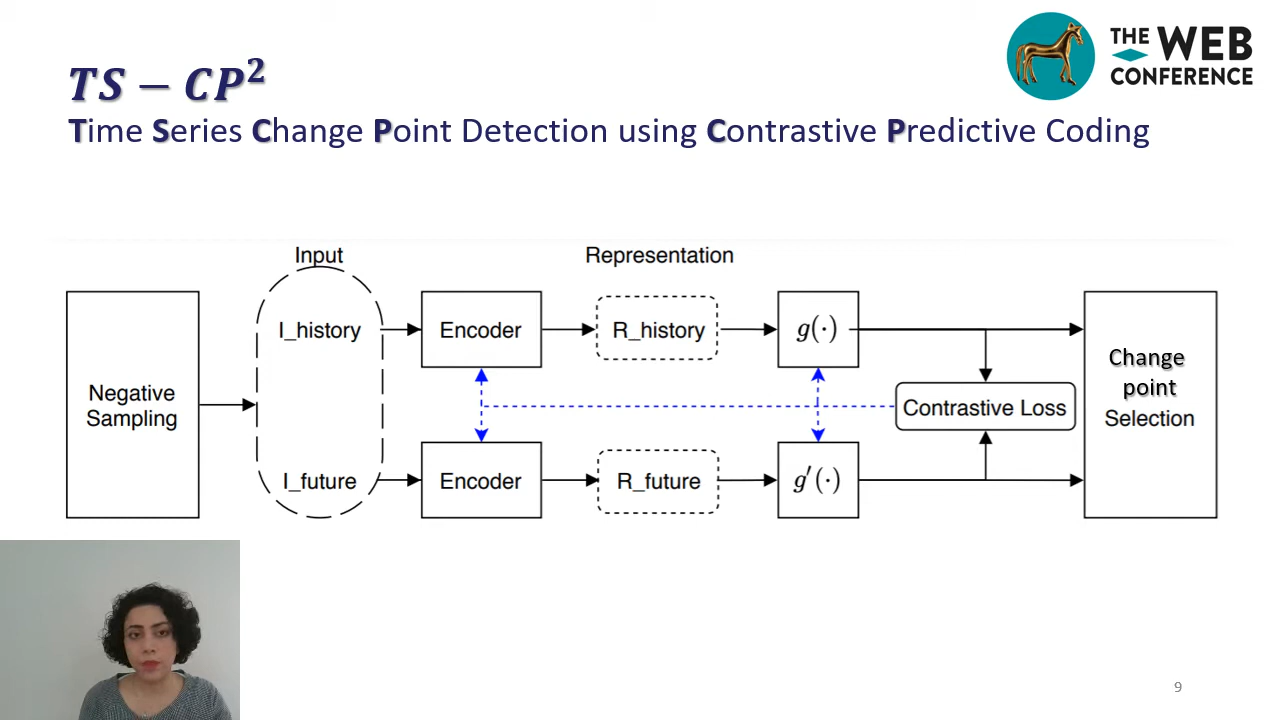 THE WEB
CONFERENCE
TS − CP²
Time Series Change Point Detection using Contrastive Predictive Coding
Input
Representation
Negative
Sampling
I_history
Encoder
R_history
g(·)
Change
point
Selection
Contrastive Loss
I_future
Encoder
R_future
g′(·)
9